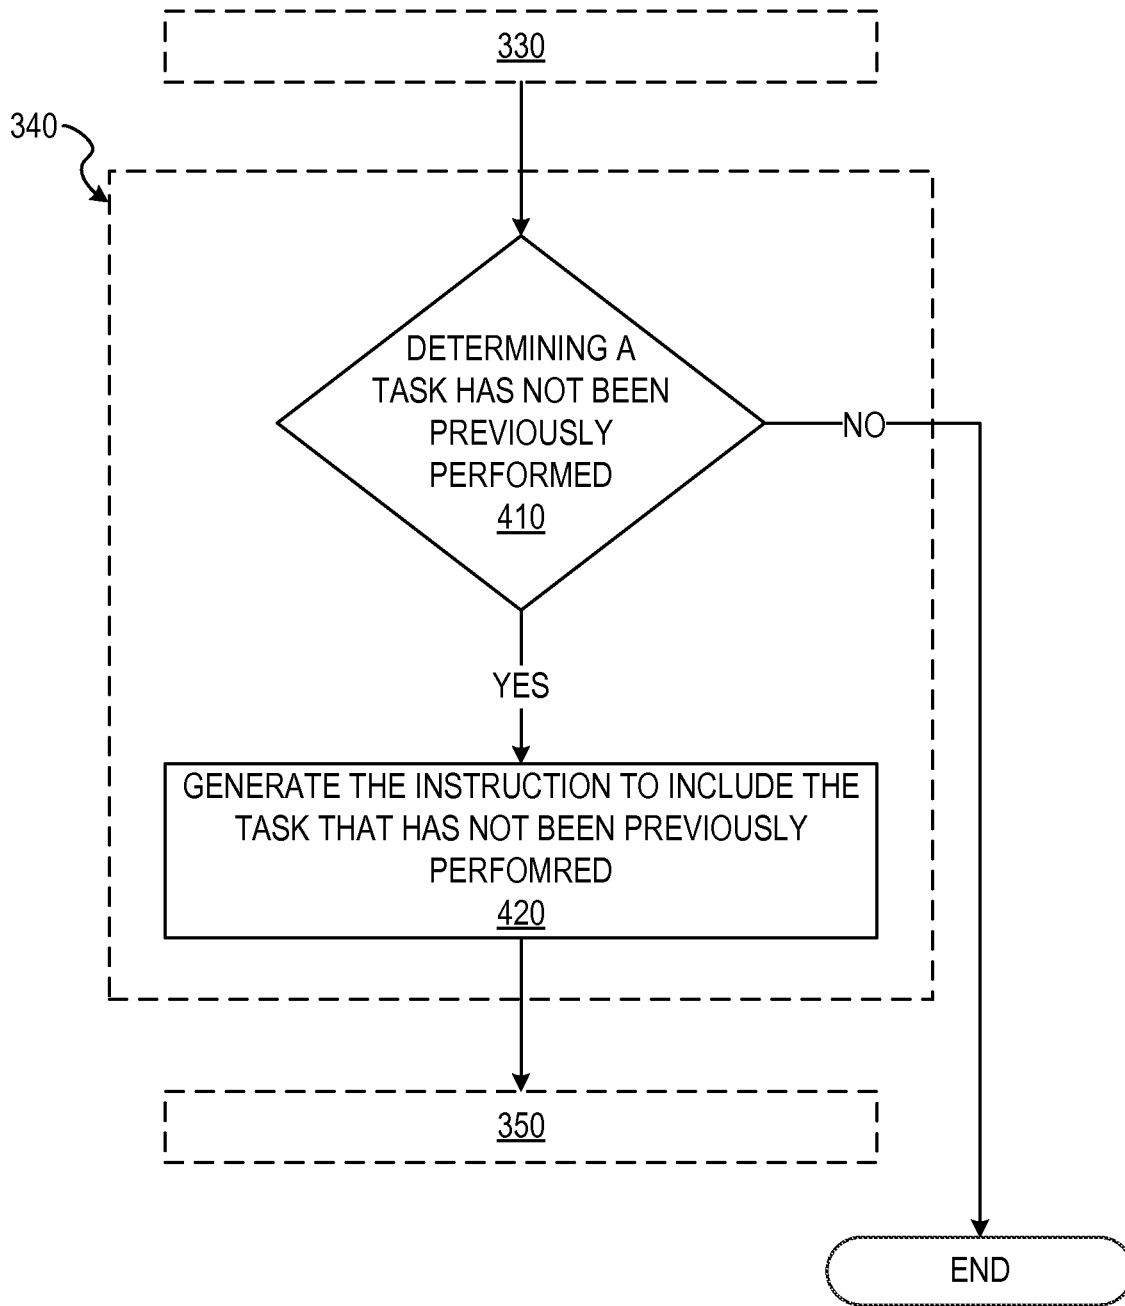 330
340
DETERMINING A
TASK HAS NOT BEEN
PREVIOUSLY
PERFORMED
410
NO
YES
GENERATE THE INSTRUCTION TO INCLUDE THE
TASK THAT HAS NOT BEEN PREVIOUSLY
PERFOMRED
420
350
END